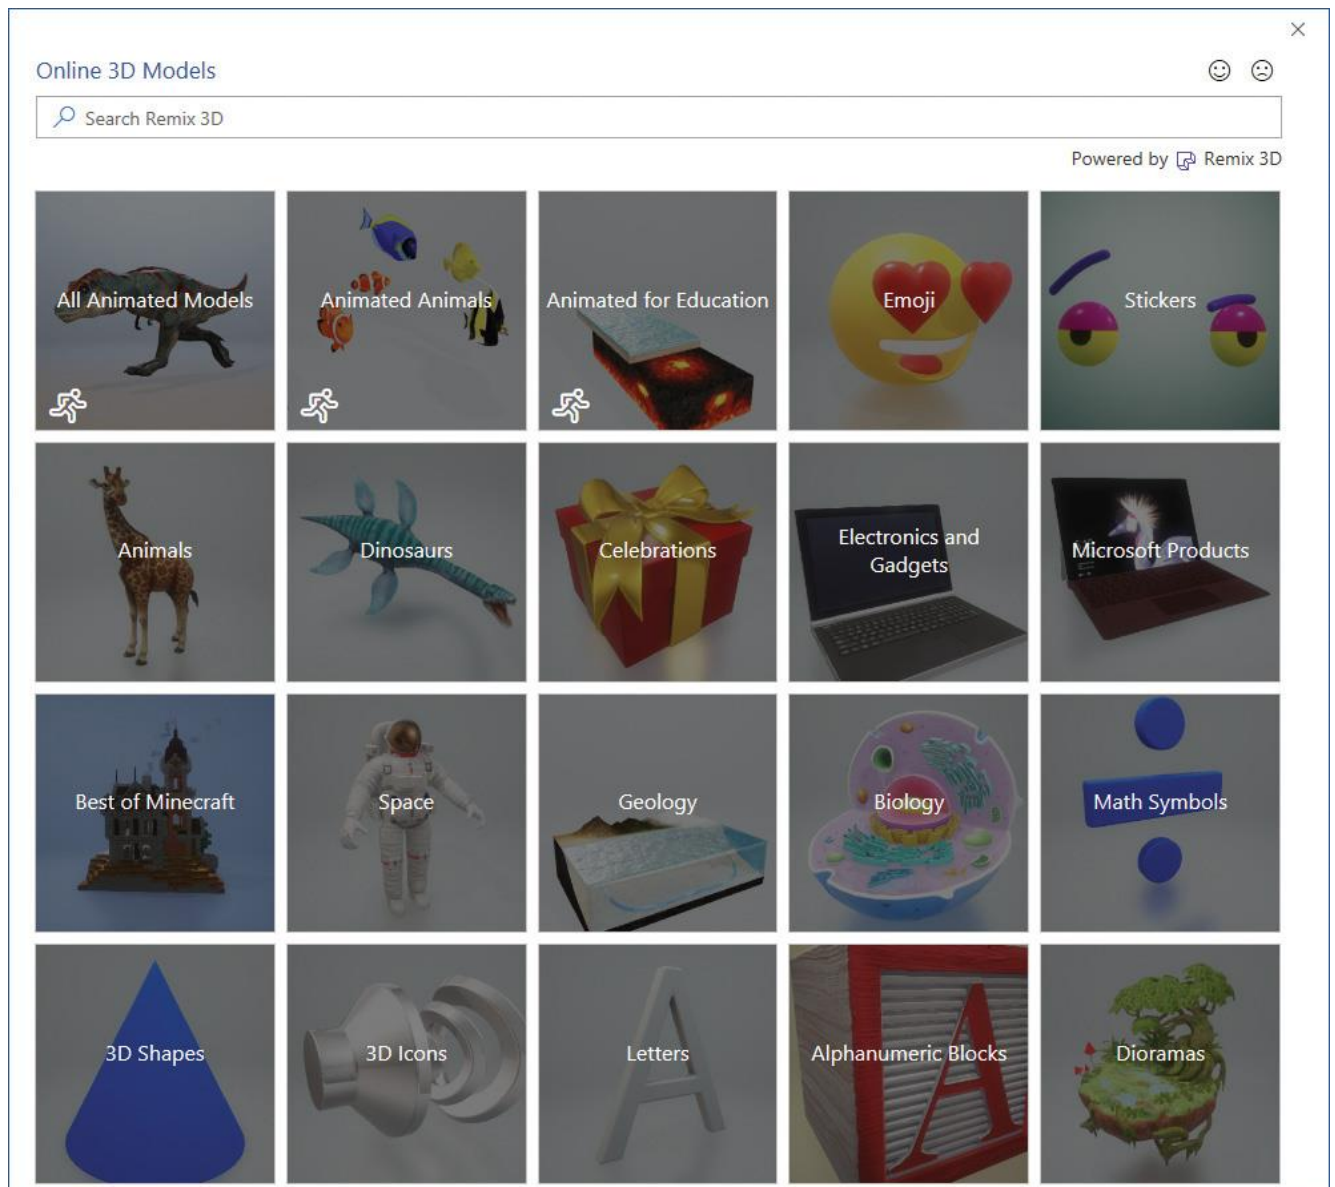 Online 3D Models
Search Remix 3D
Powered by Remix 3D
All Animated Models
Animated Animals
Animated for Education
Emoji
Stickers
Animals
Dinosaurs
Celebrations
Electronics and
Gadgets
Microsoft Products
Best of Minecraft
Space
Geology
Biology
Math Symbols
3D Shapes
3D Icons
Letters
Alphanumeric Blocks
Dioramas